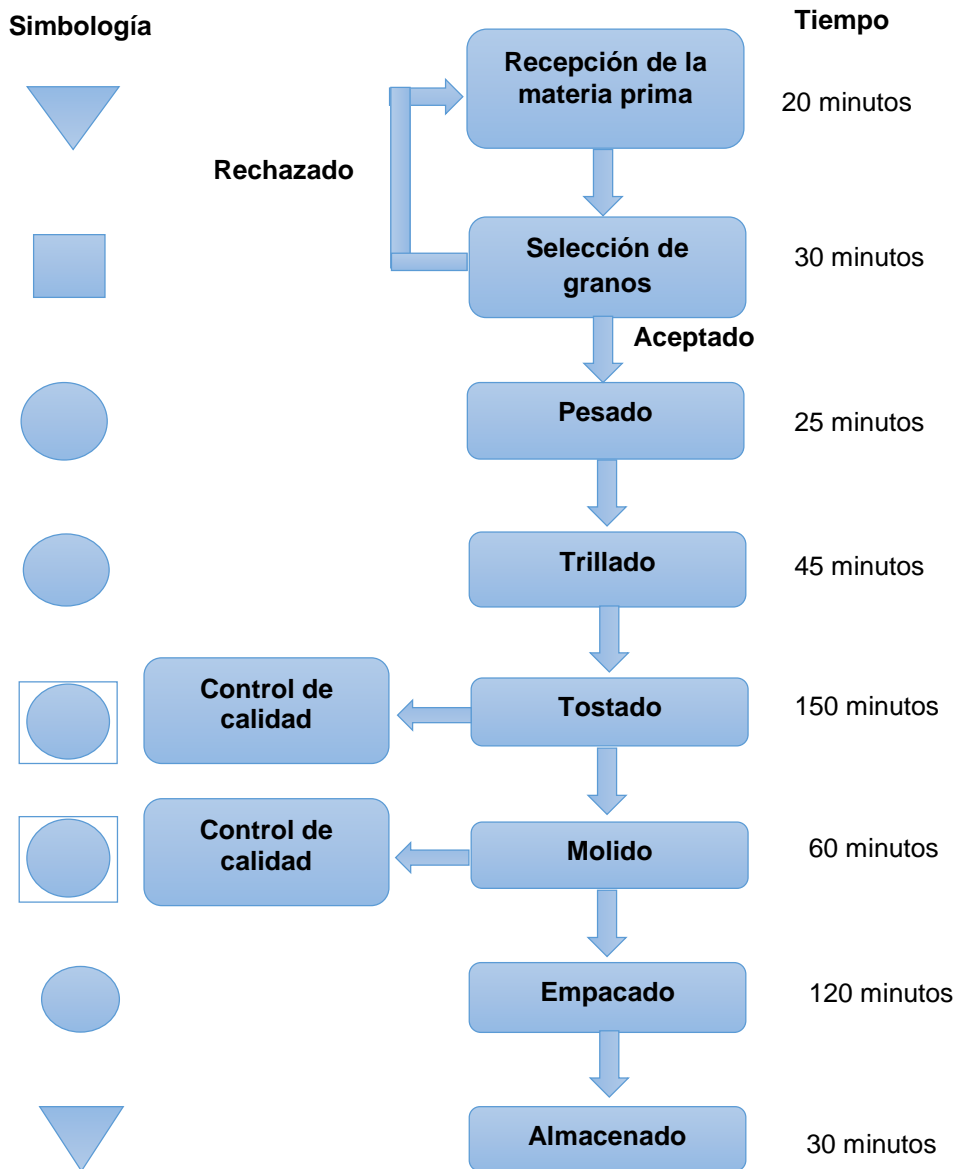 Simbología
Tiempo
Recepción de la
materia prima
20 minutos
Rechazado
Selección de
granos
30 minutos
Aceptado
Pesado
25 minutos
Trillado
45 minutos
Control de
calidad
Tostado
150 minutos
Control de
calidad
Molido
60 minutos
Empacado
120 minutos
Almacenado
30 minutos